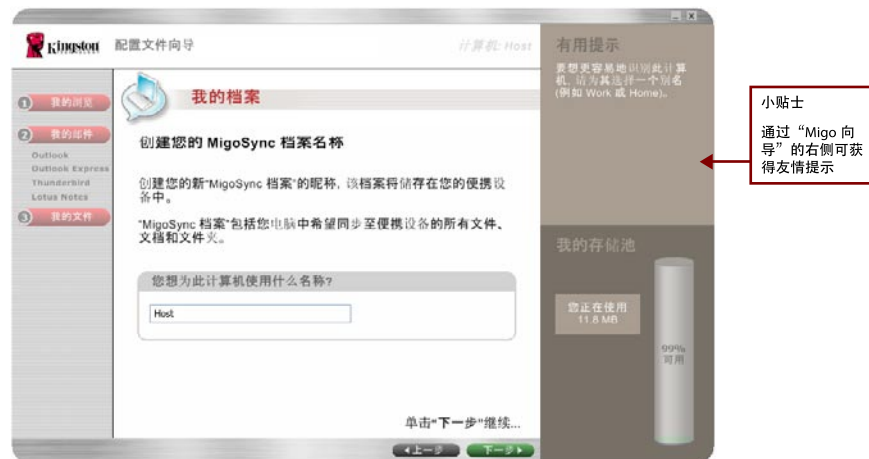 Kingston
配置文件向导
计算机: Host
1 我的浏览
2 我的邮件
Outlook
Outlook Express
Thunderbird
Lotus Notes
3 我的文件
我的档案
创建您的 MigoSync 档案名称
创建您的新"MigoSync 档案"的昵称, 该档案将储存在您的便携设
备中。
"MigoSync 档案"包括您电脑中希望同步至便携设备的所有文件、
文档和文件夹。
您想为此计算机使用什么名称?
Host
单击"下一步"继续...
上一步
下一步
有用提示
要想更容易地识别此计算
机, 请为其选择一个别名
(例如 Work 或 Home)。
我的存储池
您正在使用
11.8 MB
99%
可用
小贴士
通过“Migo 向
导”的右侧可获
得友情提示